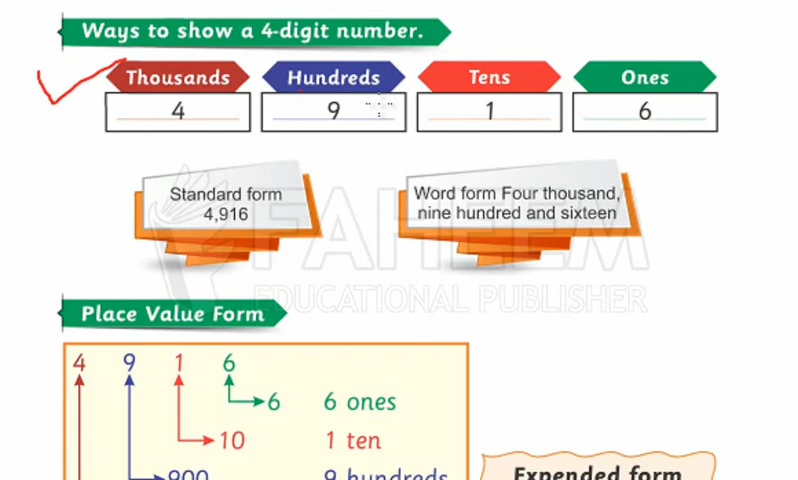 Ways to show a 4-digit number.
Thousands Hundreds Tens Ones
4 9 1 6
Standard form
4,916
Word form Four thousand,
nine hundred and sixteen
FAHEEM
EDUCATIONAL PUBLISHER
Place Value Form
4 9 1 6
6 6 ones
10 1 ten
900 9 hundreds
Expended form